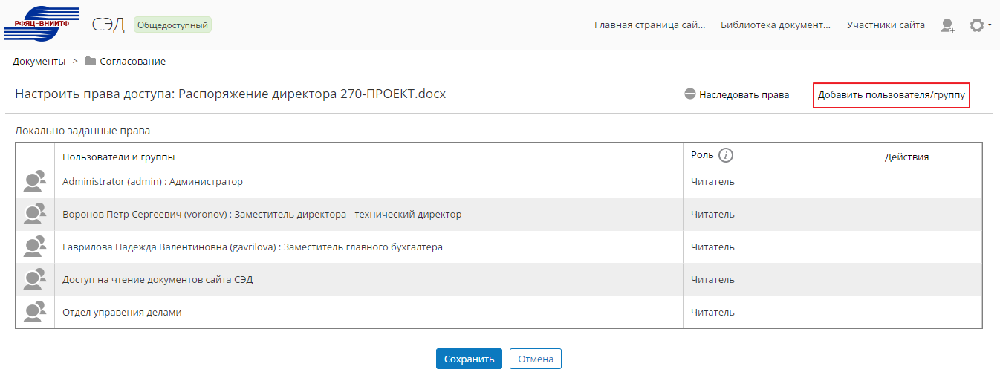 РФЯЦ-ВНИИТФ
СЭД Общедоступный Главная страница сай... Библиотека документ... Участники сайта
Документы > Согласование
Настроить права доступа: Распоряжение директора 270-ПРОЕКТ.docx Наследовать права Добавить пользователя/группу
Локально заданные права
Пользователи и группы Роль i Действия
Administrator (admin) : Администратор Читатель
Воронов Петр Сергеевич (voronov) : Заместитель директора - технический директор Читатель
Гаврилова Надежда Валентиновна (gavrilova) : Заместитель главного бухгалтера Читатель
Доступ на чтение документов сайта СЭД Читатель
Отдел управения делами Читатель
Сохранить Отмена